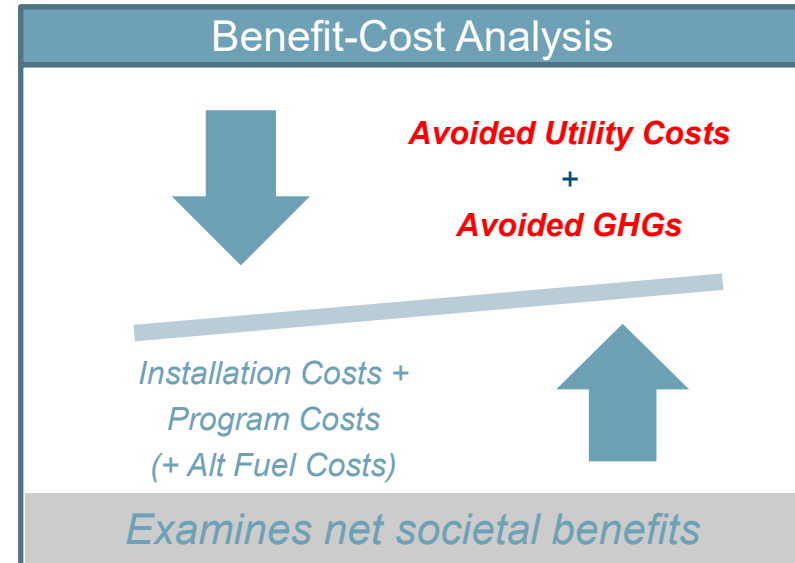 Benefit-Cost Analysis
Avoided Utility Costs
+
Avoided GHGs
Installation Costs +
Program Costs
(+ Alt Fuel Costs)
Examines net societal benefits